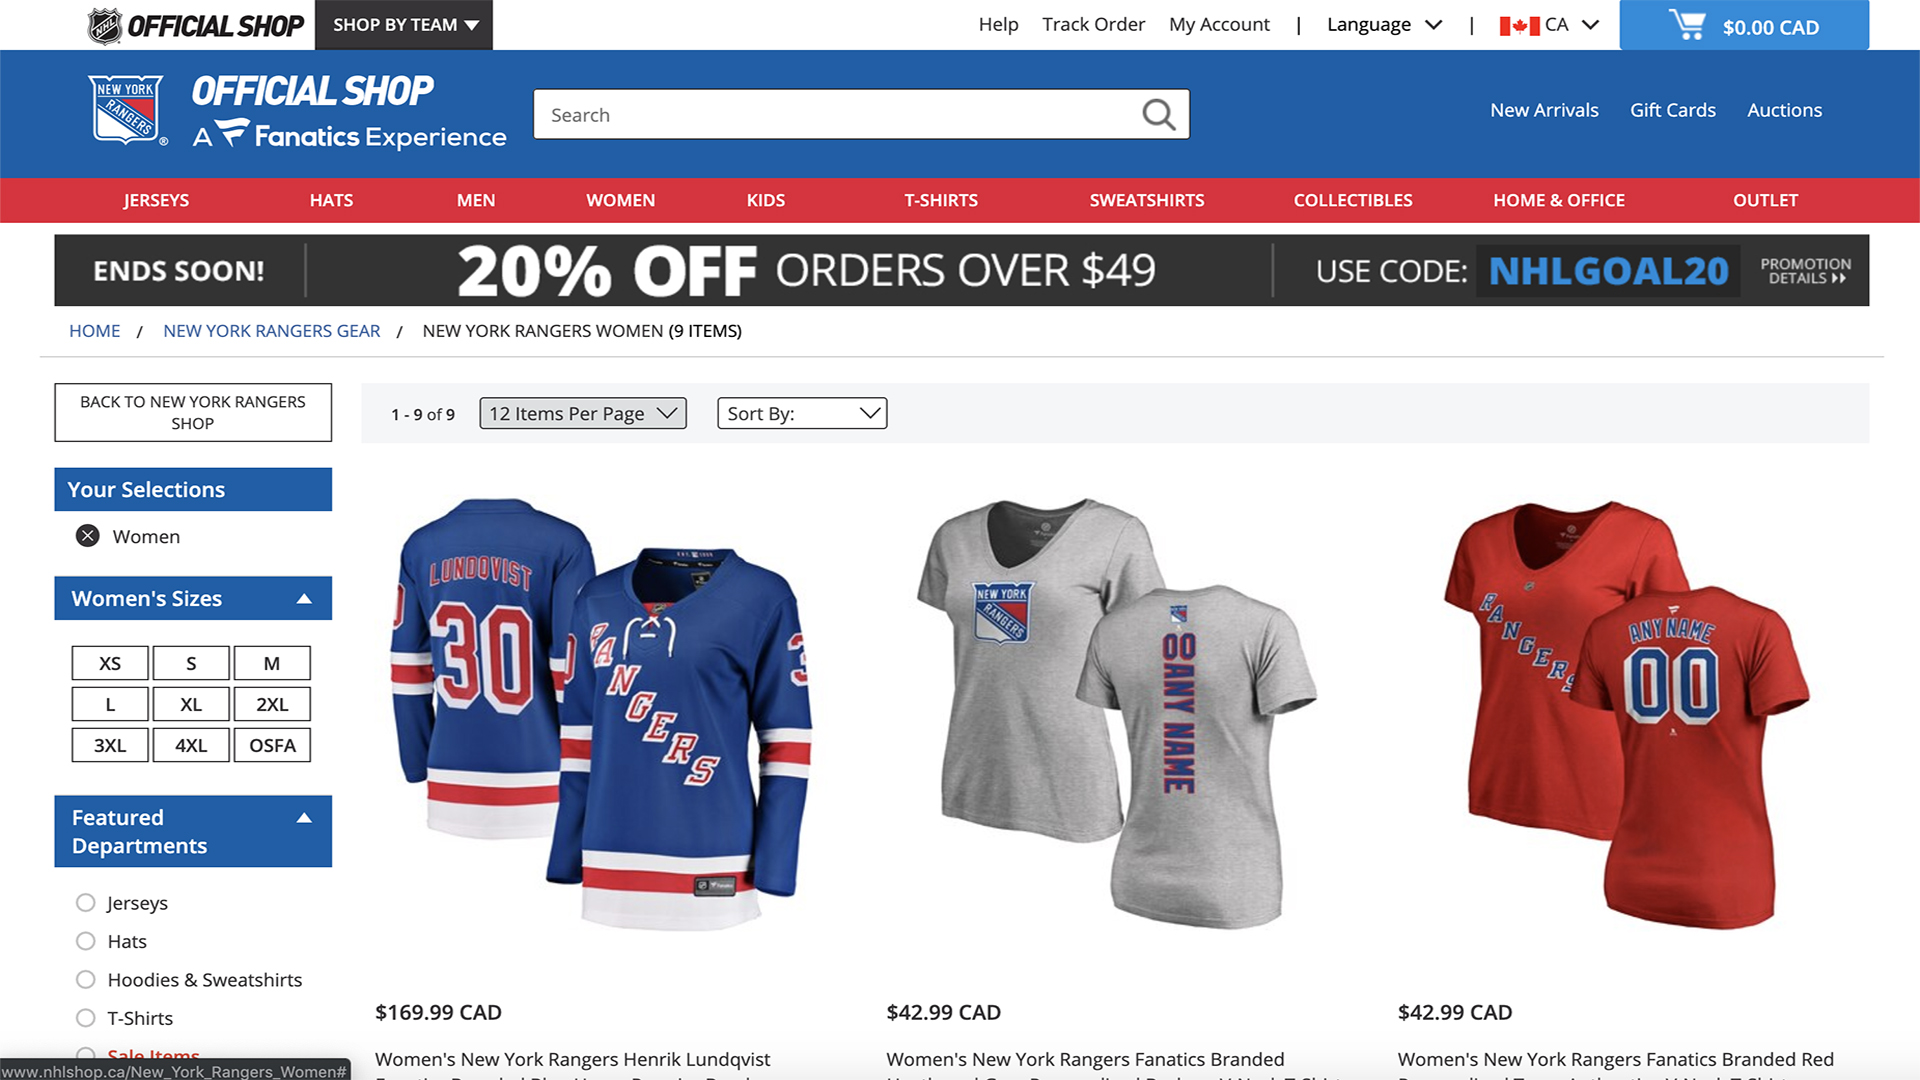 OFFICIAL SHOP
SHOP BY TEAM
Help
Track Order
My Account
|
Language
|
CA
$0.00 CAD
NEW YORK
RANGERS
®
OFFICIAL SHOP
A Fanatics Experience
Search
New Arrivals
Gift Cards
Auctions
JERSEYS
HATS
MEN
WOMEN
KIDS
T-SHIRTS
SWEATSHIRTS
COLLECTIBLES
HOME & OFFICE
OUTLET
ENDS SOON!
20% OFF ORDERS OVER $49
USE CODE: NHLGOAL20
PROMOTION
DETAILS
HOME / NEW YORK RANGERS GEAR / NEW YORK RANGERS WOMEN (9 ITEMS)
BACK TO NEW YORK RANGERS
SHOP
1 - 9 of 9
12 Items Per Page
Sort By:
Your Selections
Women
Women's Sizes
XS S M
L XL 2XL
3XL 4XL OSFA
Featured
Departments
Jerseys
Hats
Hoodies & Sweatshirts
T-Shirts
Sale Items
www.nhlshop.ca/New_York_Rangers_Women#
LUNDQVIST
30
RANGERS
$169.99 CAD
Women's New York Rangers Henrik Lundqvist
NEW YORK
RANGERS
00 ANY NAME
$42.99 CAD
Women's New York Rangers Fanatics Branded
RANGERS
ANY NAME
00
$42.99 CAD
Women's New York Rangers Fanatics Branded Red